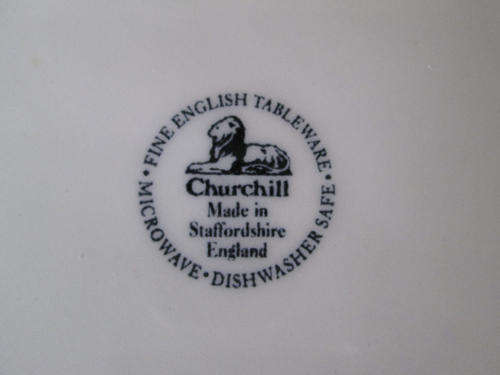 • FINE ENGLISH TABLEWARE •
Churchill
Made in
Staffordshire
England
MICROWAVE • DISHWASHER SAFE •